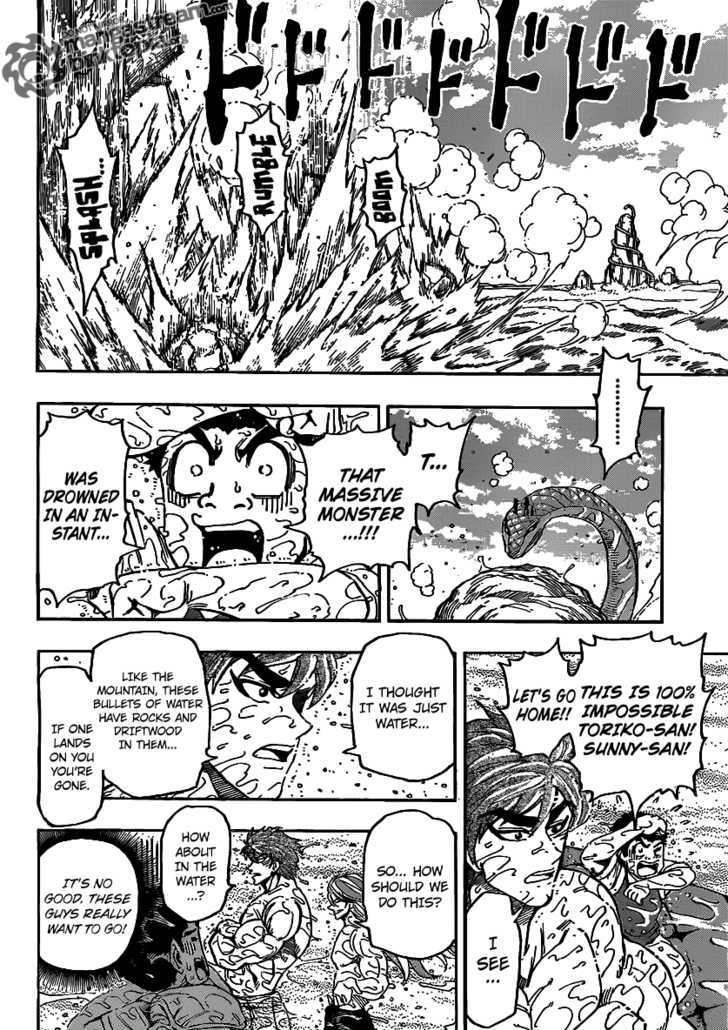 mangastream.com
ドドドドドドド
BOOM
RUMBLE
SPLASH...
.........
T...
THAT
MASSIVE
MONSTER
...!!!
WAS
DROWNED
IN AN IN-
STANT...
THIS IS 100%
IMPOSSIBLE
TORIKO-SAN!
SUNNY-SAN!
LET'S GO
HOME!!
I
SEE...
I THOUGHT
IT WAS JUST
WATER...
LIKE THE
MOUNTAIN, THESE
BULLETS OF WATER
HAVE ROCKS AND
DRIFTWOOD
IN THEM...
IF ONE
LANDS
ON YOU
YOU'RE
GONE.
SO... HOW
SHOULD WE
DO THIS?
HOW
ABOUT
IN THE
WATER
...?
IT'S NO
GOOD. THESE
GUYS REALLY
WANT TO GO!